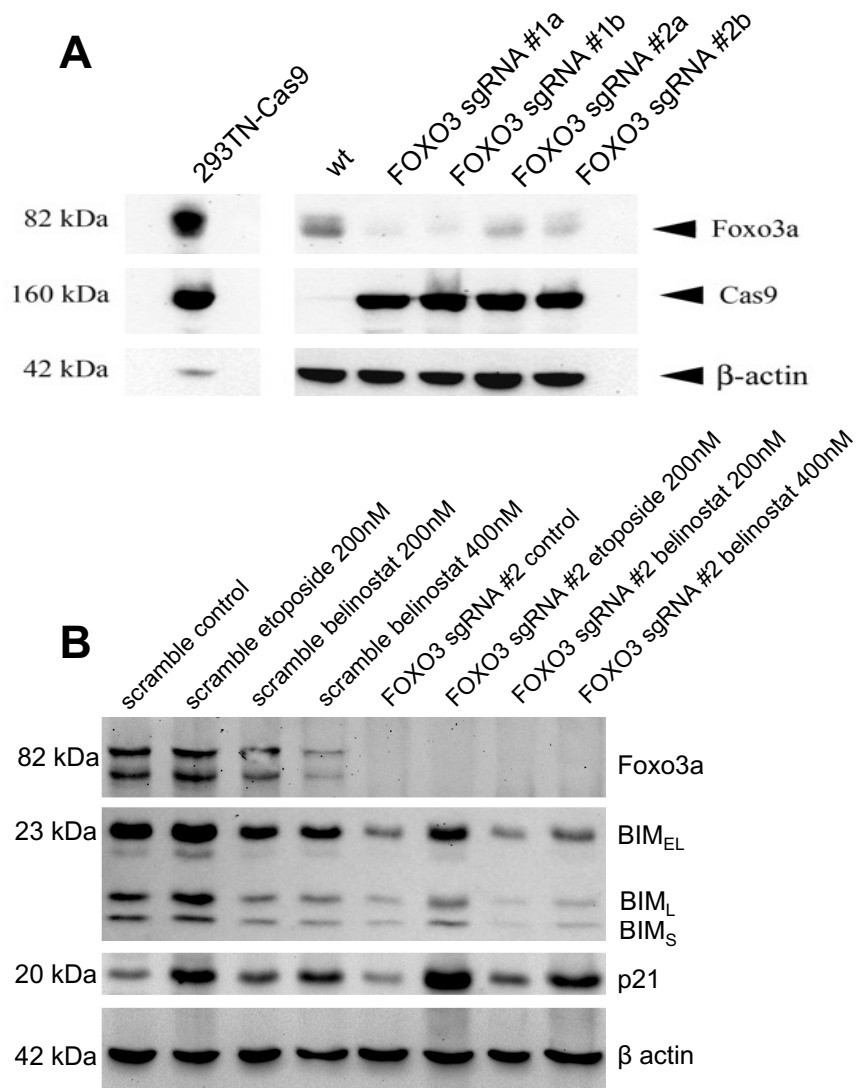 A
293TN-Cas9
wt
FOXO3 sgRNA #1a
FOXO3 sgRNA #1b
FOXO3 sgRNA #2a
FOXO3 sgRNA #2b
82 kDa
Foxo3a
160 kDa
Cas9
42 kDa
β-actin
B
scramble control
scramble etoposide 200nM
scramble belinostat 200nM
scramble belinostat 400nM
FOXO3 sgRNA #2 control
FOXO3 sgRNA #2 etoposide 200nM
FOXO3 sgRNA #2 belinostat 200nM
FOXO3 sgRNA #2 belinostat 400nM
82 kDa
Foxo3a
23 kDa
BIMEL
BIML
BIMS
20 kDa
p21
42 kDa
β actin